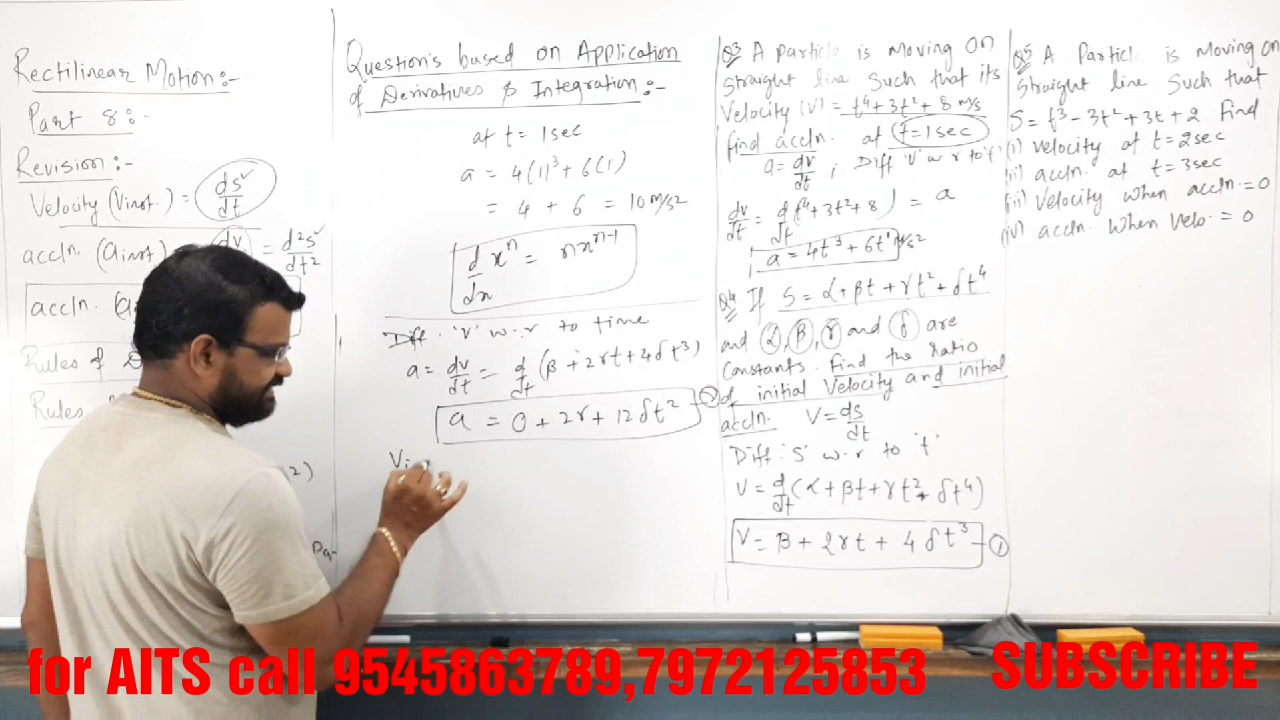 Rectilinear Motion:-
Part 8:-
Revision:-
Velocity (Vinst.) = ds/dt
accln. (ainst) = dv = d²s/dt²
accln.
Rules of D
Rules
2)
Question's based on Application
of Derivatives & Integration:-
at t = 1sec
a = 4(1)³ + 6(1)
= 4 + 6 = 10 m/s²
d/dx xⁿ = nxⁿ⁻¹
Diff. 'V' w.r to time
a = dv/dt = d/dt (β + 2γt + 4δt³)
a = 0 + 2γ + 12δt² - ②
Vi
Q3 A particle is Moving On
straight line Such that its
Velocity (V) = t⁴ + 3t² + 8 m/s
find accln. at t=1sec
a = dv/dt ; Diff 'V' w r to 't'
dv/dt = d/dt (t⁴ + 3t² + 8) = a
a = 4t³ + 6t¹ m/s²
Q4 If S = α + βt + γt² + δt⁴
and α, β, γ and δ are
Constants. Find the ratio
of initial Velocity and initial
accln. V = ds/dt
Diff. 'S' w.r to 't'
V = d/dt (α + βt + γt² + δt⁴)
V = β + 2γt + 4δt³ - ①
Q5 A Particle is Moving On
Straight line Such that
S = t³ - 3t² + 3t + 2 Find
(i) velocity at t = 2sec
(ii) accln. at t = 3sec
(iii) Velocity when accln. = 0
(iv) accln. When Velo. = 0
for AITS call 9545863789,7972125853
SUBSCRIBE